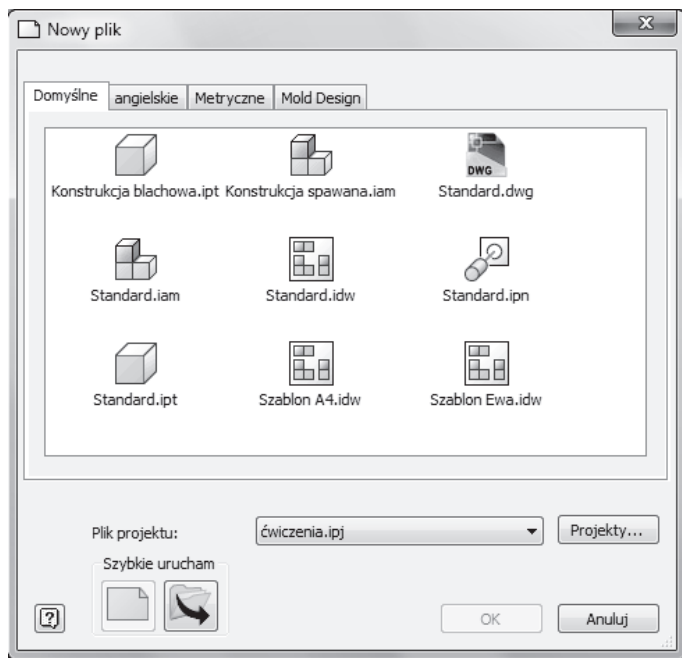 Nowy plik
Domyślne angielskie Metryczne Mold Design
Konstrukcja blachowa.ipt Konstrukcja spawana.iam Standard.dwg
DWG
Standard.iam Standard.idw Standard.ipn
Standard.ipt Szablon A4.idw Szablon Ewa.idw
Plik projektu: ćwiczenia.ipj Projekty...
Szybkie urucham
OK Anuluj